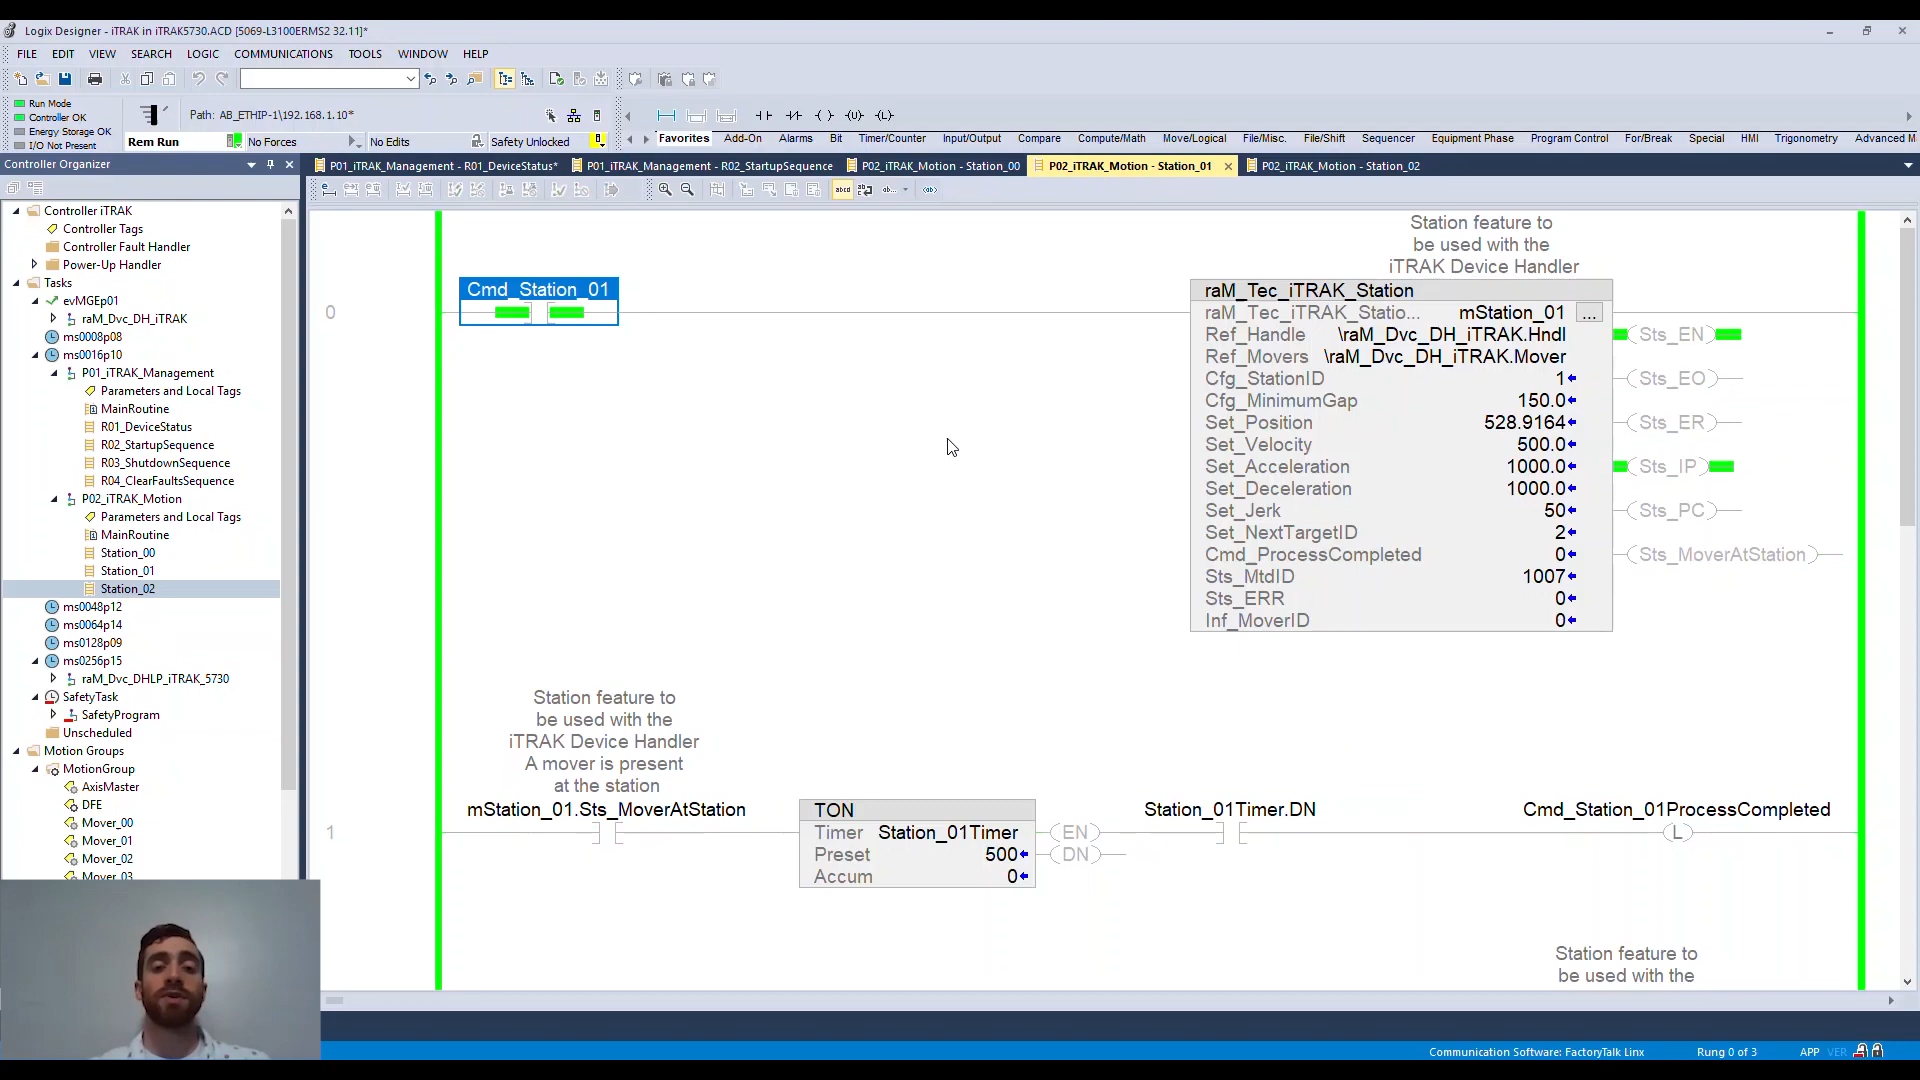 Logix Designer - iTRAK in iTRAK5730.ACD [5069-L3100ERMS2 32.11]*
FILE EDIT VIEW SEARCH LOGIC COMMUNICATIONS TOOLS WINDOW HELP
Run Mode
Controller OK
Energy Storage OK
I/O Not Present
Path: AB_ETHIP-1\192.168.1.10*
Rem Run No Forces No Edits Safety Unlocked
Favorites Add-On Alarms Bit Timer/Counter Input/Output Compare Compute/Math Move/Logical File/Misc. File/Shift Sequencer Equipment Phase Program Control For/Break Special HMI Trigonometry Advanced M
Controller Organizer
P01_iTRAK_Management - R01_DeviceStatus* P01_iTRAK_Management - R02_StartupSequence P02_iTRAK_Motion - Station_00 P02_iTRAK_Motion - Station_01 P02_iTRAK_Motion - Station_02
Controller iTRAK
Controller Tags
Controller Fault Handler
Power-Up Handler
Tasks
evMGEp01
raM_Dvc_DH_iTRAK
ms0008p08
ms0016p10
P01_iTRAK_Management
Parameters and Local Tags
MainRoutine
R01_DeviceStatus
R02_StartupSequence
R03_ShutdownSequence
R04_ClearFaultsSequence
P02_iTRAK_Motion
Parameters and Local Tags
MainRoutine
Station_00
Station_01
Station_02
ms0048p12
ms0064p14
ms0128p09
ms0256p15
raM_Dvc_DHLP_iTRAK_5730
SafetyTask
SafetyProgram
Unscheduled
Motion Groups
MotionGroup
AxisMaster
DFE
Mover_00
Mover_01
Mover_02
Mover_03
Station feature to
be used with the
iTRAK Device Handler
0
Cmd_Station_01
raM_Tec_iTRAK_Station
raM_Tec_iTRAK_Statio... mStation_01 ...
Ref_Handle \raM_Dvc_DH_iTRAK.Hndl
Ref_Movers \raM_Dvc_DH_iTRAK.Mover
Cfg_StationID 1
Cfg_MinimumGap 150.0
Set_Position 528.9164
Set_Velocity 500.0
Set_Acceleration 1000.0
Set_Deceleration 1000.0
Set_Jerk 50
Set_NextTargetID 2
Cmd_ProcessCompleted 0
Sts_MtdID 1007
Sts_ERR 0
Inf_MoverID 0
Sts_EN
Sts_EO
Sts_ER
Sts_IP
Sts_PC
Sts_MoverAtStation
Station feature to
be used with the
iTRAK Device Handler
A mover is present
at the station
mStation_01.Sts_MoverAtStation
1
TON
Timer Station_01Timer
Preset 500
Accum 0
EN
DN
Station_01Timer.DN
Cmd_Station_01ProcessCompleted
L
Station feature to
be used with the
Communication Software: FactoryTalk Linx Rung 0 of 3 APP VER